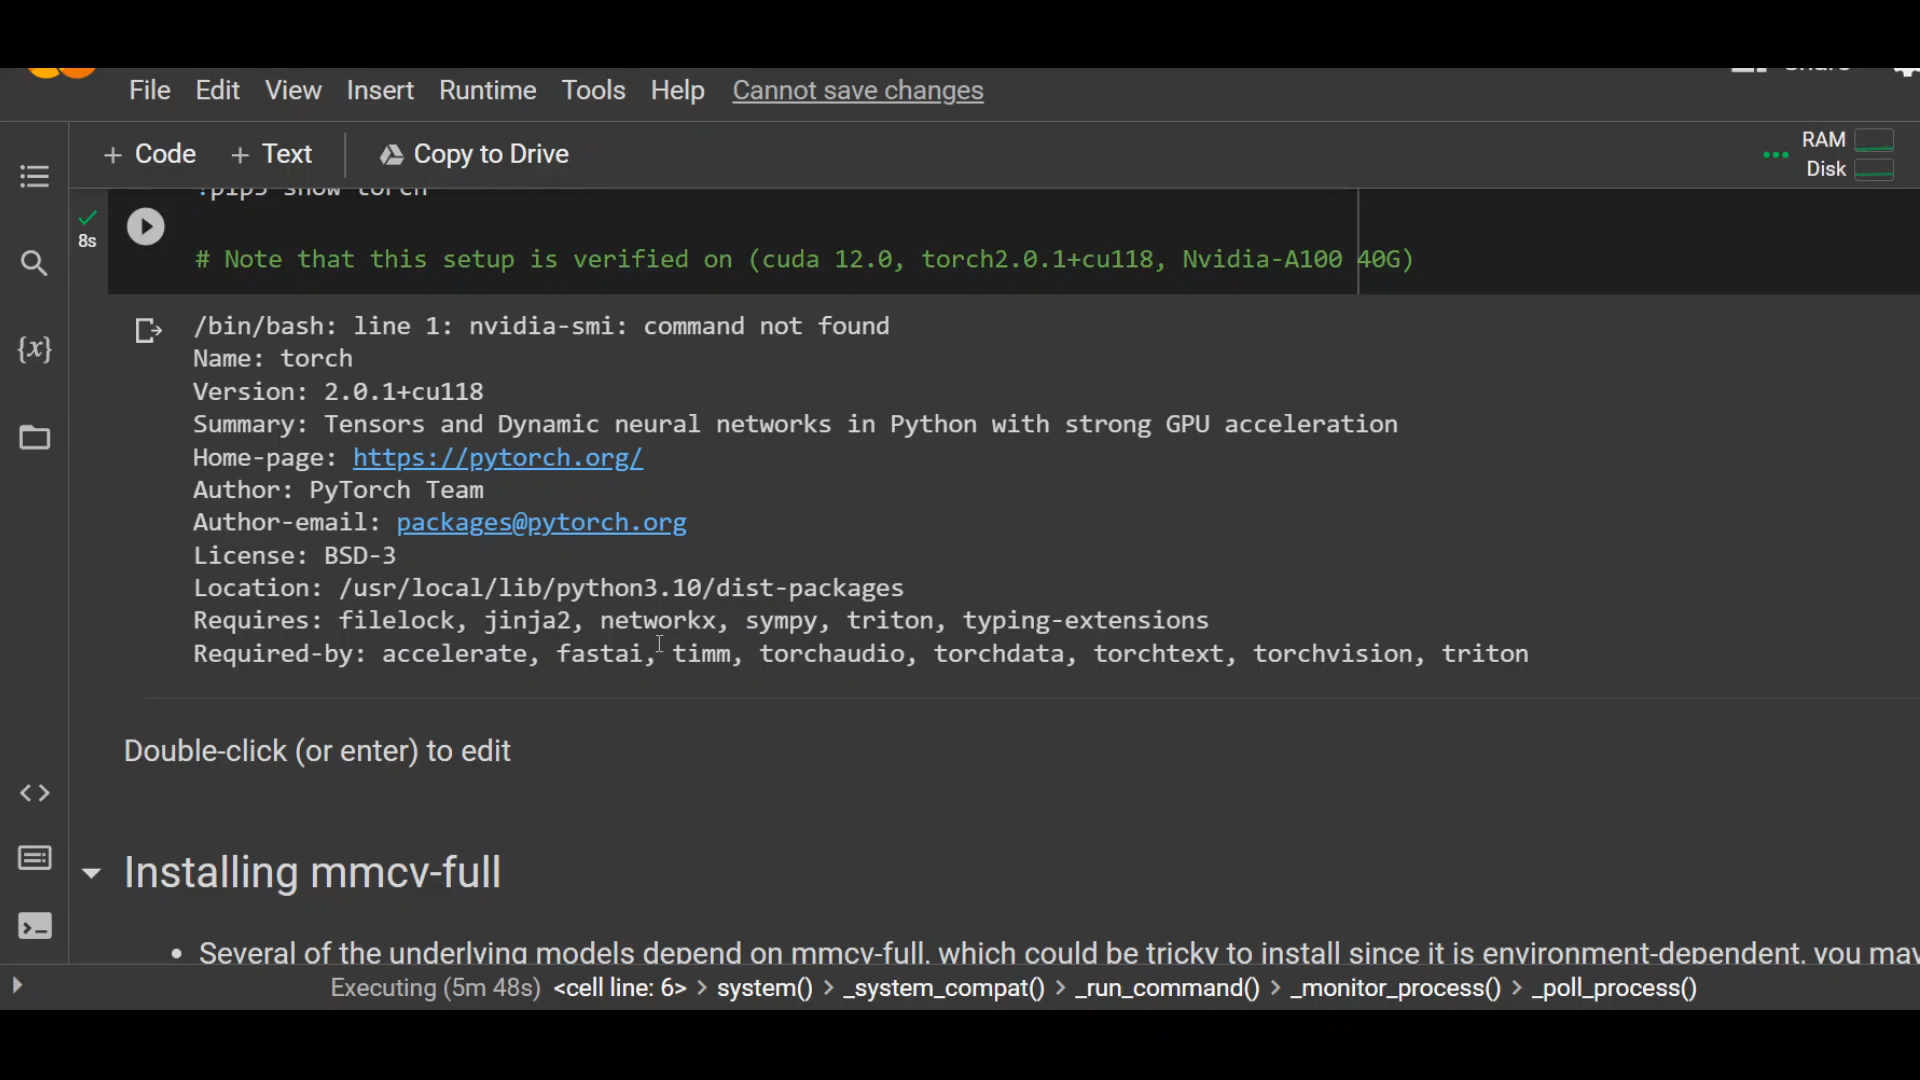 Share
File Edit View Insert Runtime Tools Help Cannot save changes
+ Code + Text Copy to Drive
RAM
Disk
!pip3 show torch
8s
# Note that this setup is verified on (cuda 12.0, torch2.0.1+cu118, Nvidia-A100 40G)
{x}
/bin/bash: line 1: nvidia-smi: command not found
Name: torch
Version: 2.0.1+cu118
Summary: Tensors and Dynamic neural networks in Python with strong GPU acceleration
Home-page: https://pytorch.org/
Author: PyTorch Team
Author-email: packages@pytorch.org
License: BSD-3
Location: /usr/local/lib/python3.10/dist-packages
Requires: filelock, jinja2, networkx, sympy, triton, typing-extensions
Required-by: accelerate, fastai, timm, torchaudio, torchdata, torchtext, torchvision, triton
Double-click (or enter) to edit
Installing mmcv-full
• Several of the underlying models depend on mmcv-full, which could be tricky to install since it is environment-dependent, you may
Executing (5m 48s) <cell line: 6> > system() > _system_compat() > _run_command() > _monitor_process() > _poll_process()